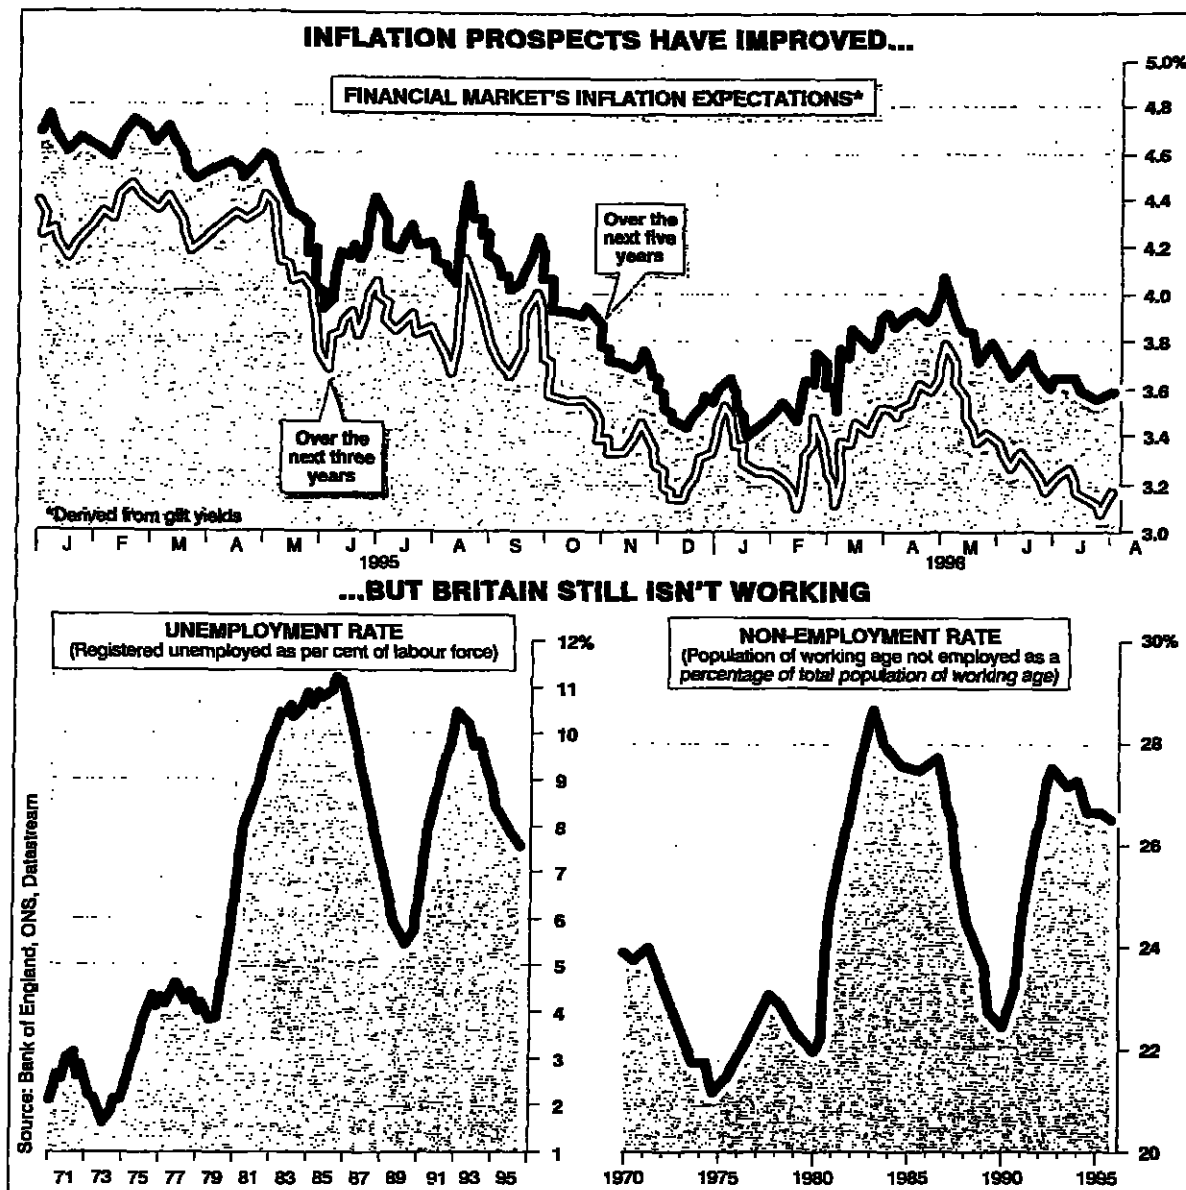 INFLATION PROSPECTS HAVE IMPROVED...
FINANCIAL MARKET'S INFLATION EXPECTATIONS*
5.0%
4.8
4.6
4.4
4.2
4.0
3.8
3.6
3.4
3.2
3.0
Over the
next five
years
Over the
next three
years
*Derived from gilt yields
J F M A M J J A S O N D J F M A M J J A
1995 1996
...BUT BRITAIN STILL ISN'T WORKING
UNEMPLOYMENT RATE
(Registered unemployed as per cent of labour force)
12%
11
10
9
8
7
6
5
4
3
2
1
71 73 75 77 79 81 83 85 87 89 91 93 95
NON-EMPLOYMENT RATE
(Population of working age not employed as a
percentage of total population of working age)
30%
28
26
24
22
20
1970 1975 1980 1985 1990 1995
Source: Bank of England, ONS, Datastream